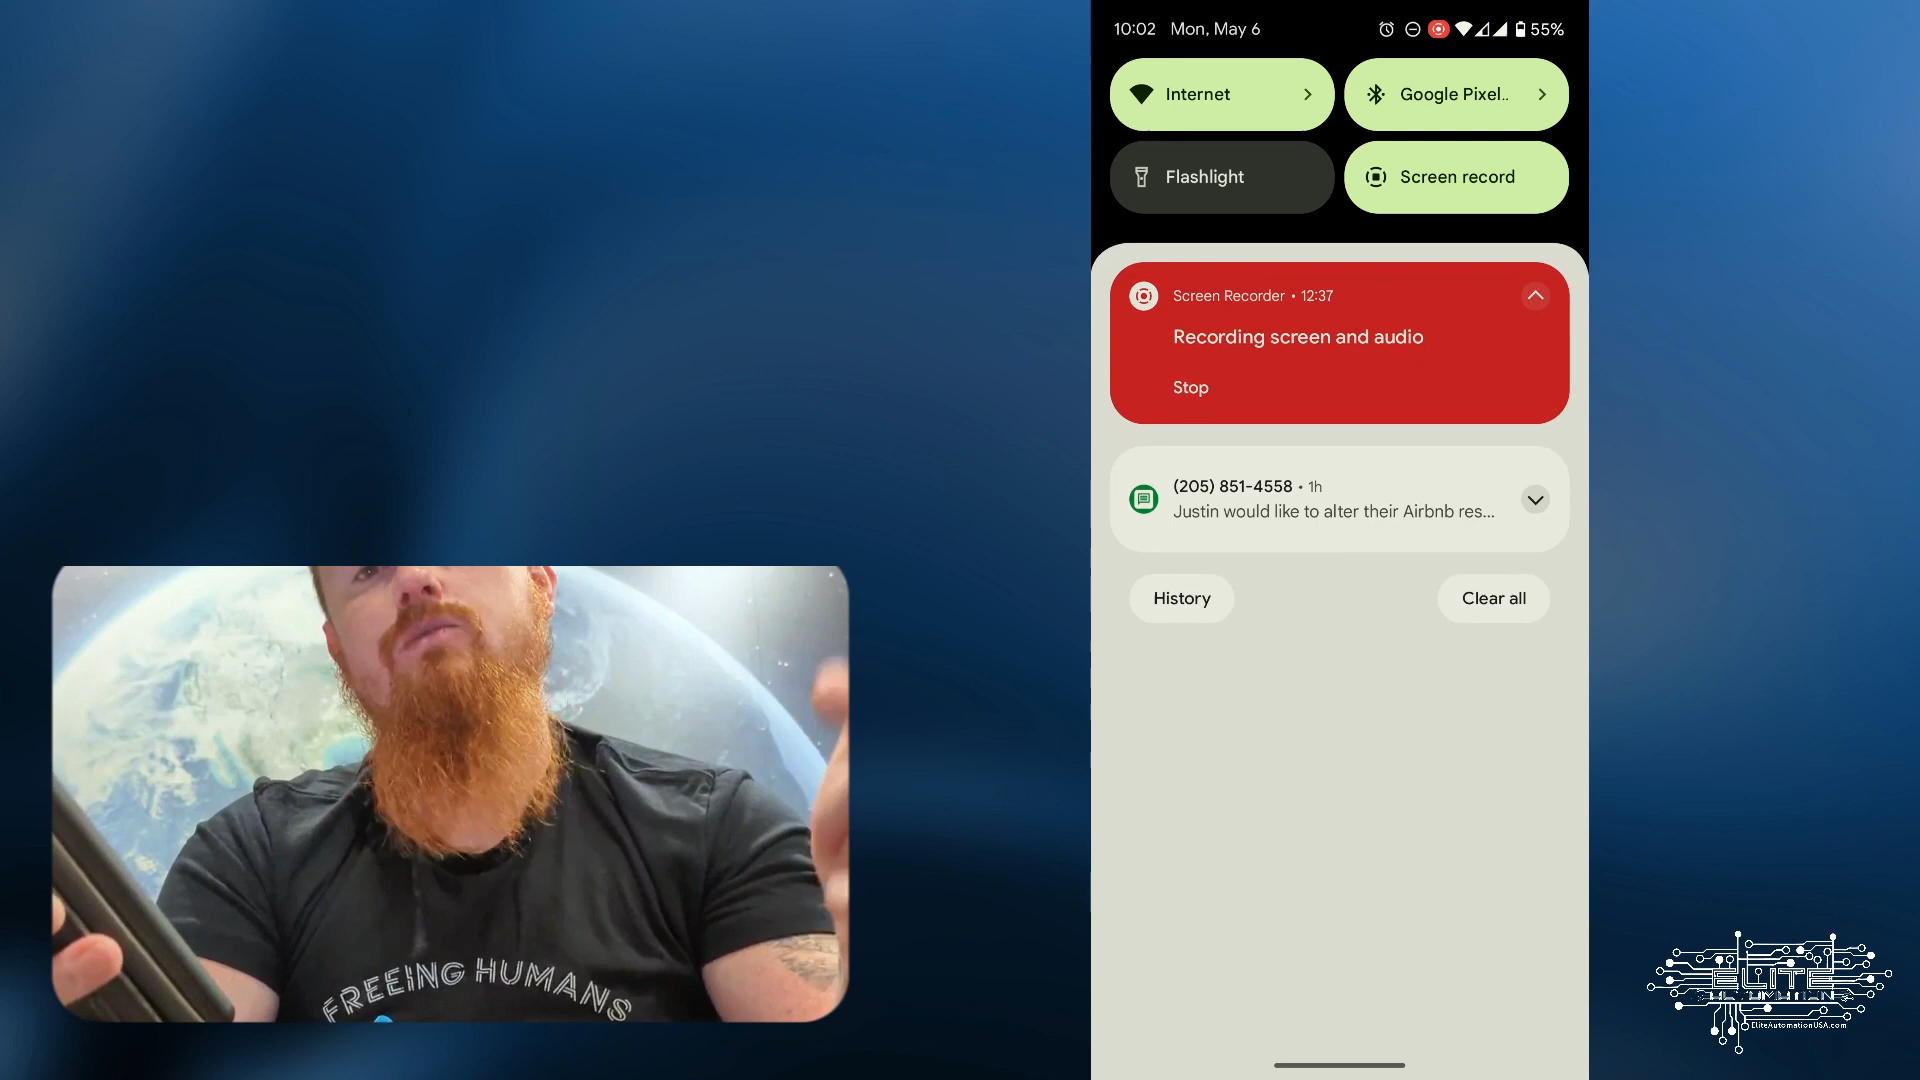 10:02 Mon, May 6
55%
Internet
Google Pixel..
Flashlight
Screen record
Screen Recorder • 12:37
Recording screen and audio
Stop
(205) 851-4558 • 1h
Justin would like to alter their Airbnb res...
History
Clear all
FREEING HUMANS
ELITE
AUTOMATION
EliteAutomationUSA.com